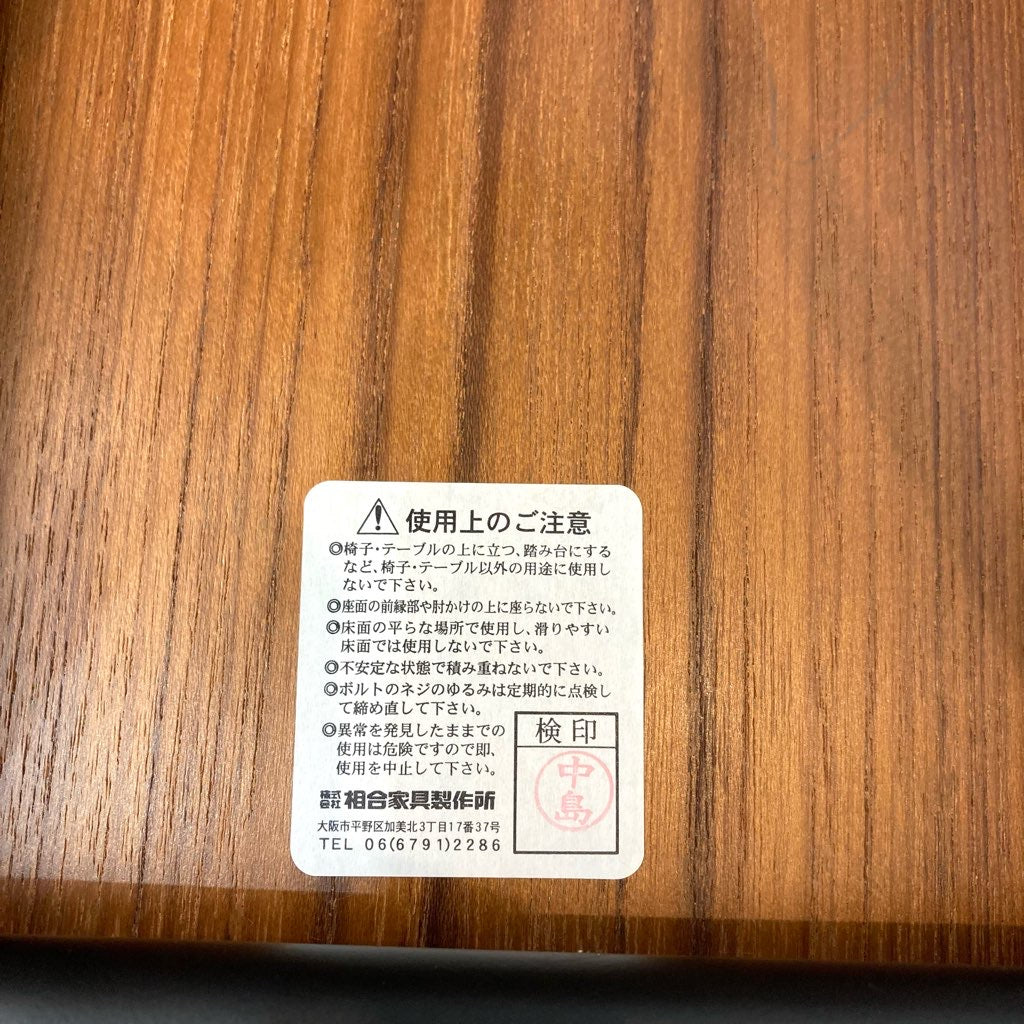 使用上のご注意
◎椅子・テーブルの上に立つ、踏み台にする
など、椅子・テーブル以外の用途に使用し
ないで下さい。
◎座面の前縁部や肘かけの上に座らないで下さい。
◎床面の平らな場所で使用し、滑りやすい
床面では使用しないで下さい。
◎不安定な状態で積み重ねないで下さい。
◎ボルトのネジのゆるみは定期的に点検し
て締め直して下さい。
◎異常を発見したままでの
使用は危険ですので即、
使用を中止して下さい。
株式会社 相合家具製作所
大阪市平野区加美北3丁目17番37号
TEL 06(6791)2286
検印
中島